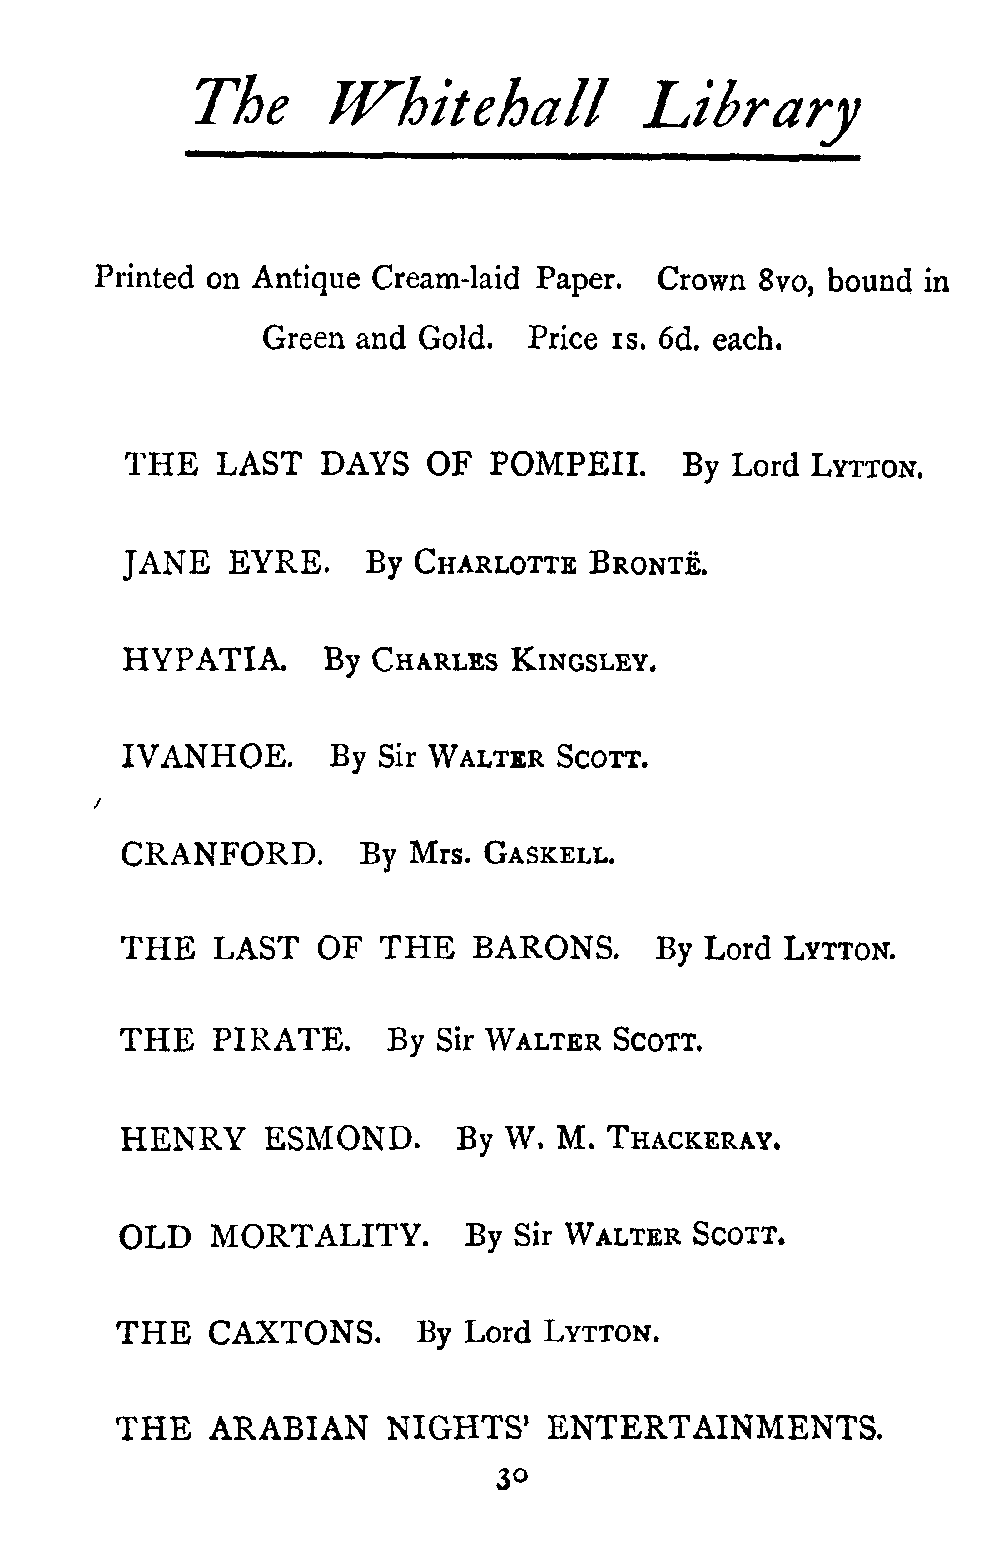 The Whitehall Library
Printed on Antique Cream-laid Paper. Crown 8vo, bound in
Green and Gold. Price 1s. 6d. each.
THE LAST DAYS OF POMPEII. By Lord LYTTON.
JANE EYRE. By CHARLOTTE BRONTË.
HYPATIA. By CHARLES KINGSLEY.
IVANHOE. By Sir WALTER SCOTT.
CRANFORD. By Mrs. GASKELL.
THE LAST OF THE BARONS. By Lord LYTTON.
THE PIRATE. By Sir WALTER SCOTT.
HENRY ESMOND. By W. M. THACKERAY.
OLD MORTALITY. By Sir WALTER SCOTT.
THE CAXTONS. By Lord LYTTON.
THE ARABIAN NIGHTS' ENTERTAINMENTS.
30